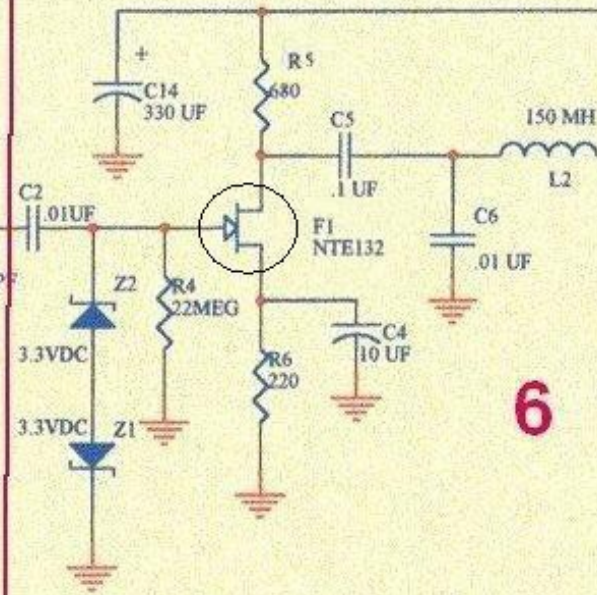 +
C14
330 UF
R5
680
C5
.1 UF
150 MH
L2
C2
.01UF
F1
NTE132
C6
.01 UF
Z2
R4
22MEG
3.3VDC
C4
10 UF
R6
220
3.3VDC
Z1
6